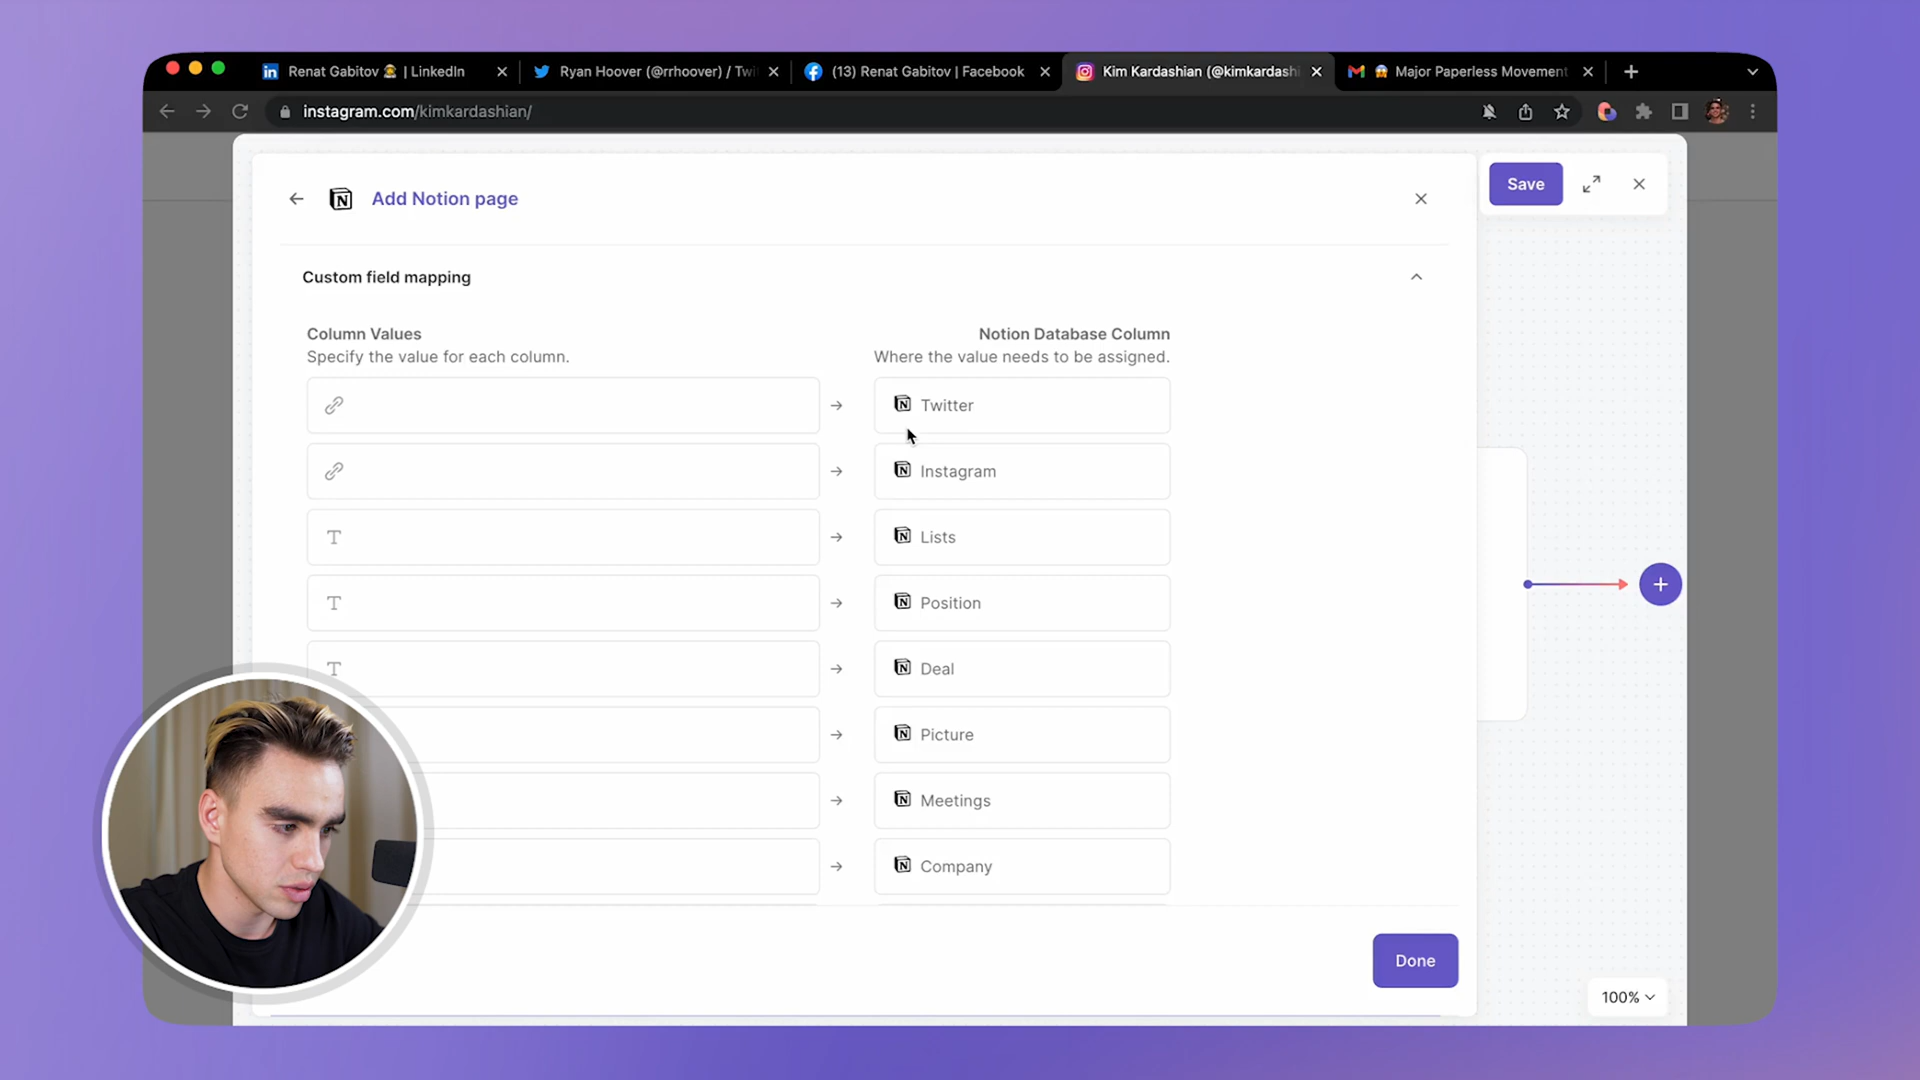 Renat Gabitov 🧑‍🚀 | LinkedIn
Ryan Hoover (@rrhoover) / Twi
(13) Renat Gabitov | Facebook
Kim Kardashian (@kimkardashi
😱 Major Paperless Movement
instagram.com/kimkardashian/
Add Notion page
Save
Custom field mapping
Column Values
Notion Database Column
Specify the value for each column.
Where the value needs to be assigned.
Twitter
Instagram
Lists
Position
Deal
Picture
Meetings
Company
Done
100%